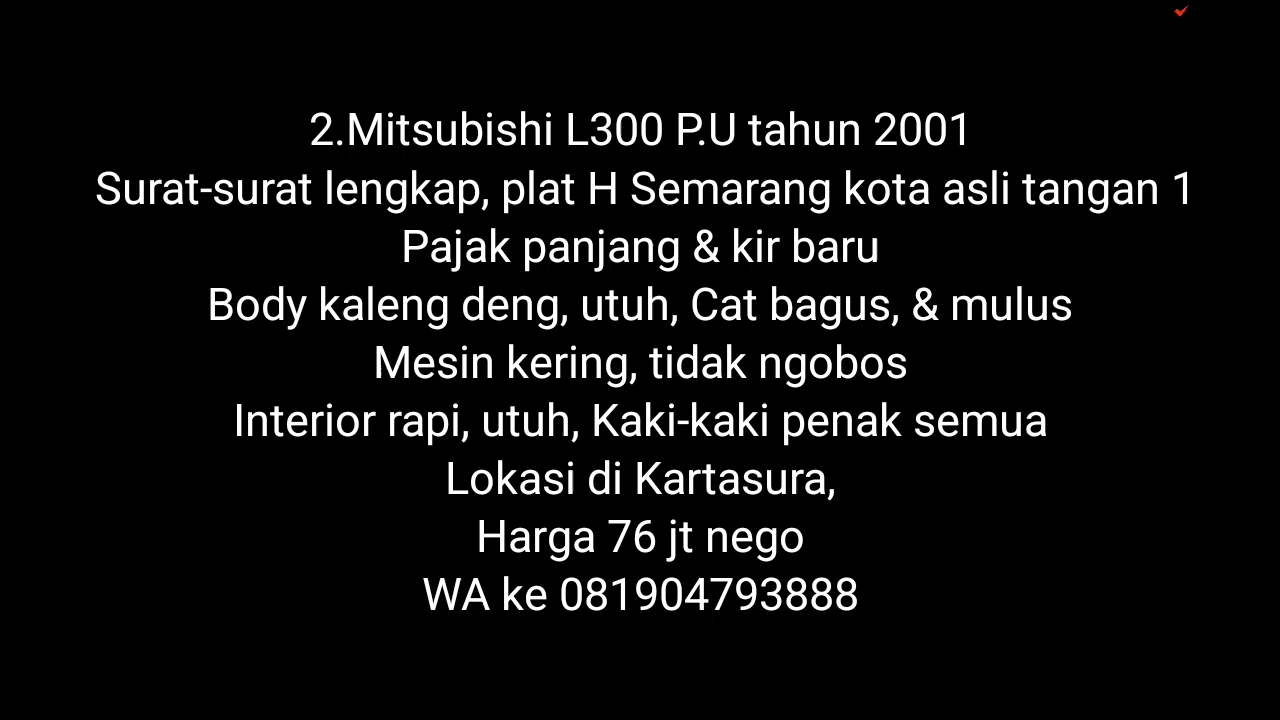 2.Mitsubishi L300 P.U tahun 2001
Surat-surat lengkap, plat H Semarang kota asli tangan 1
Pajak panjang & kir baru
Body kaleng deng, utuh, Cat bagus, & mulus
Mesin kering, tidak ngobos
Interior rapi, utuh, Kaki-kaki penak semua
Lokasi di Kartasura,
Harga 76 jt nego
WA ke 081904793888